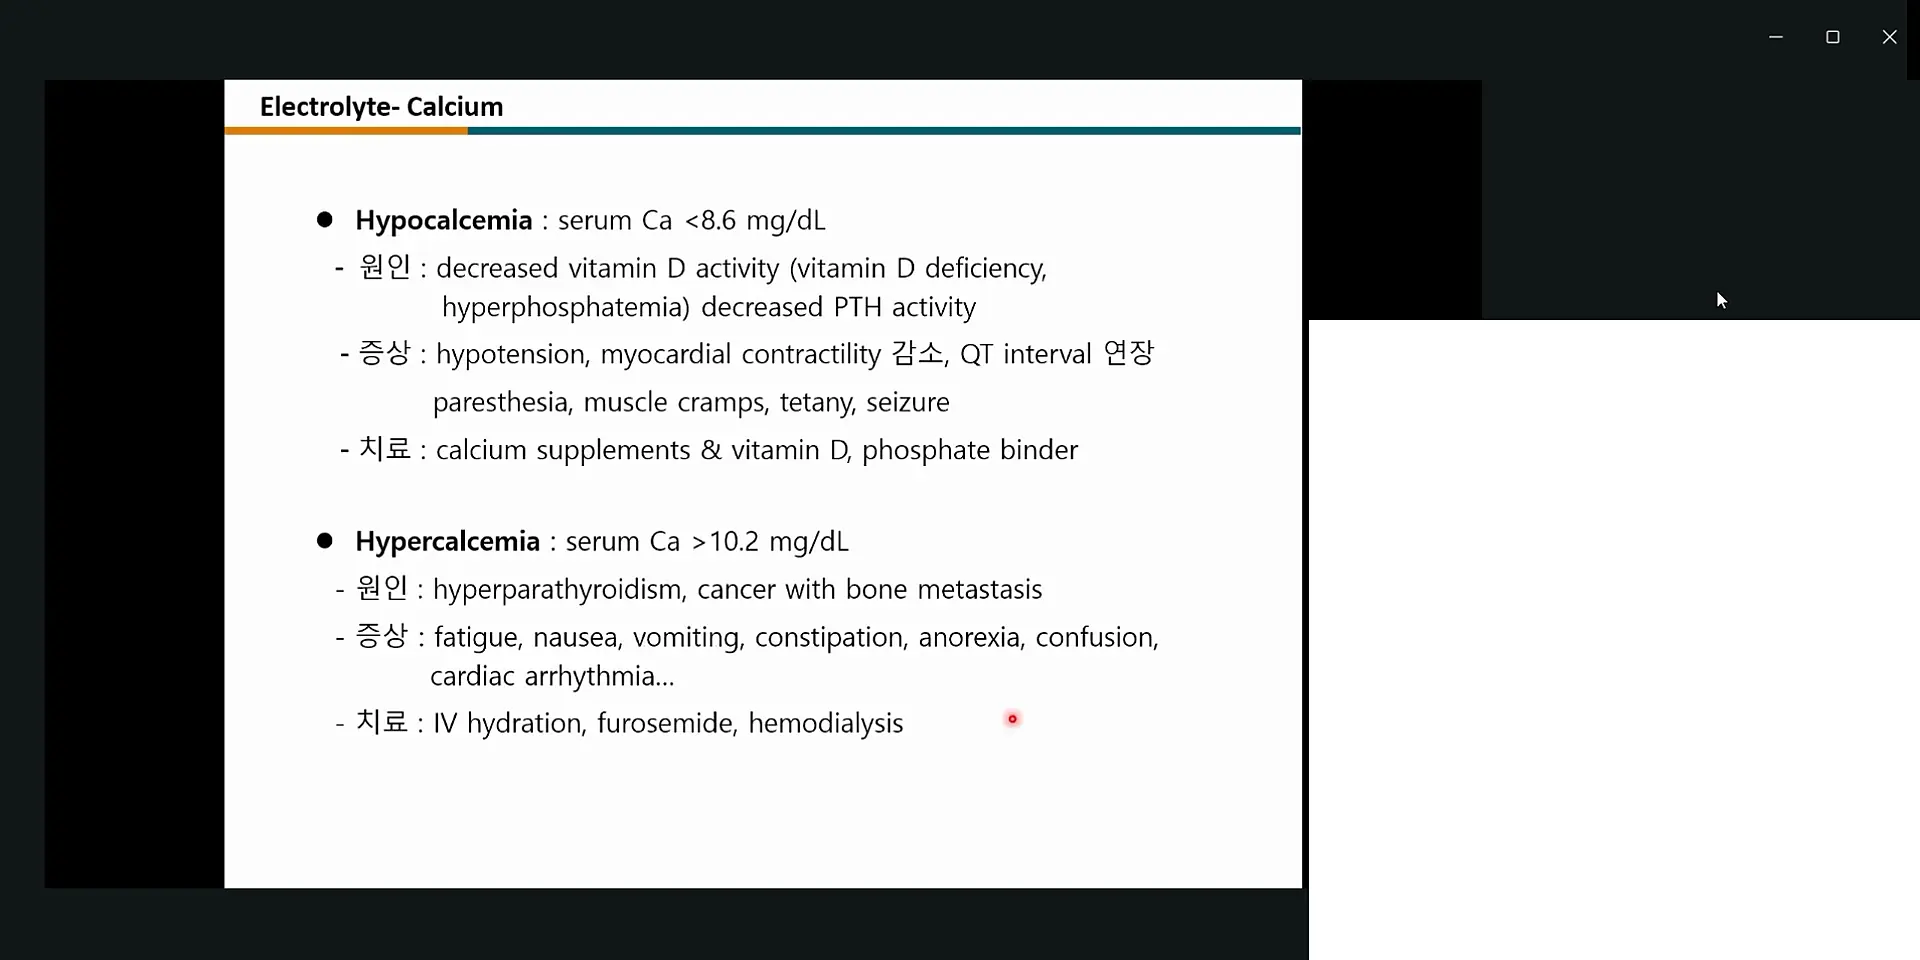 Electrolyte- Calcium
● Hypocalcemia : serum Ca <8.6 mg/dL
- 원인 : decreased vitamin D activity (vitamin D deficiency,
hyperphosphatemia) decreased PTH activity
- 증상 : hypotension, myocardial contractility 감소, QT interval 연장
paresthesia, muscle cramps, tetany, seizure
- 치료 : calcium supplements & vitamin D, phosphate binder
● Hypercalcemia : serum Ca >10.2 mg/dL
- 원인 : hyperparathyroidism, cancer with bone metastasis
- 증상 : fatigue, nausea, vomiting, constipation, anorexia, confusion,
cardiac arrhythmia...
- 치료 : IV hydration, furosemide, hemodialysis